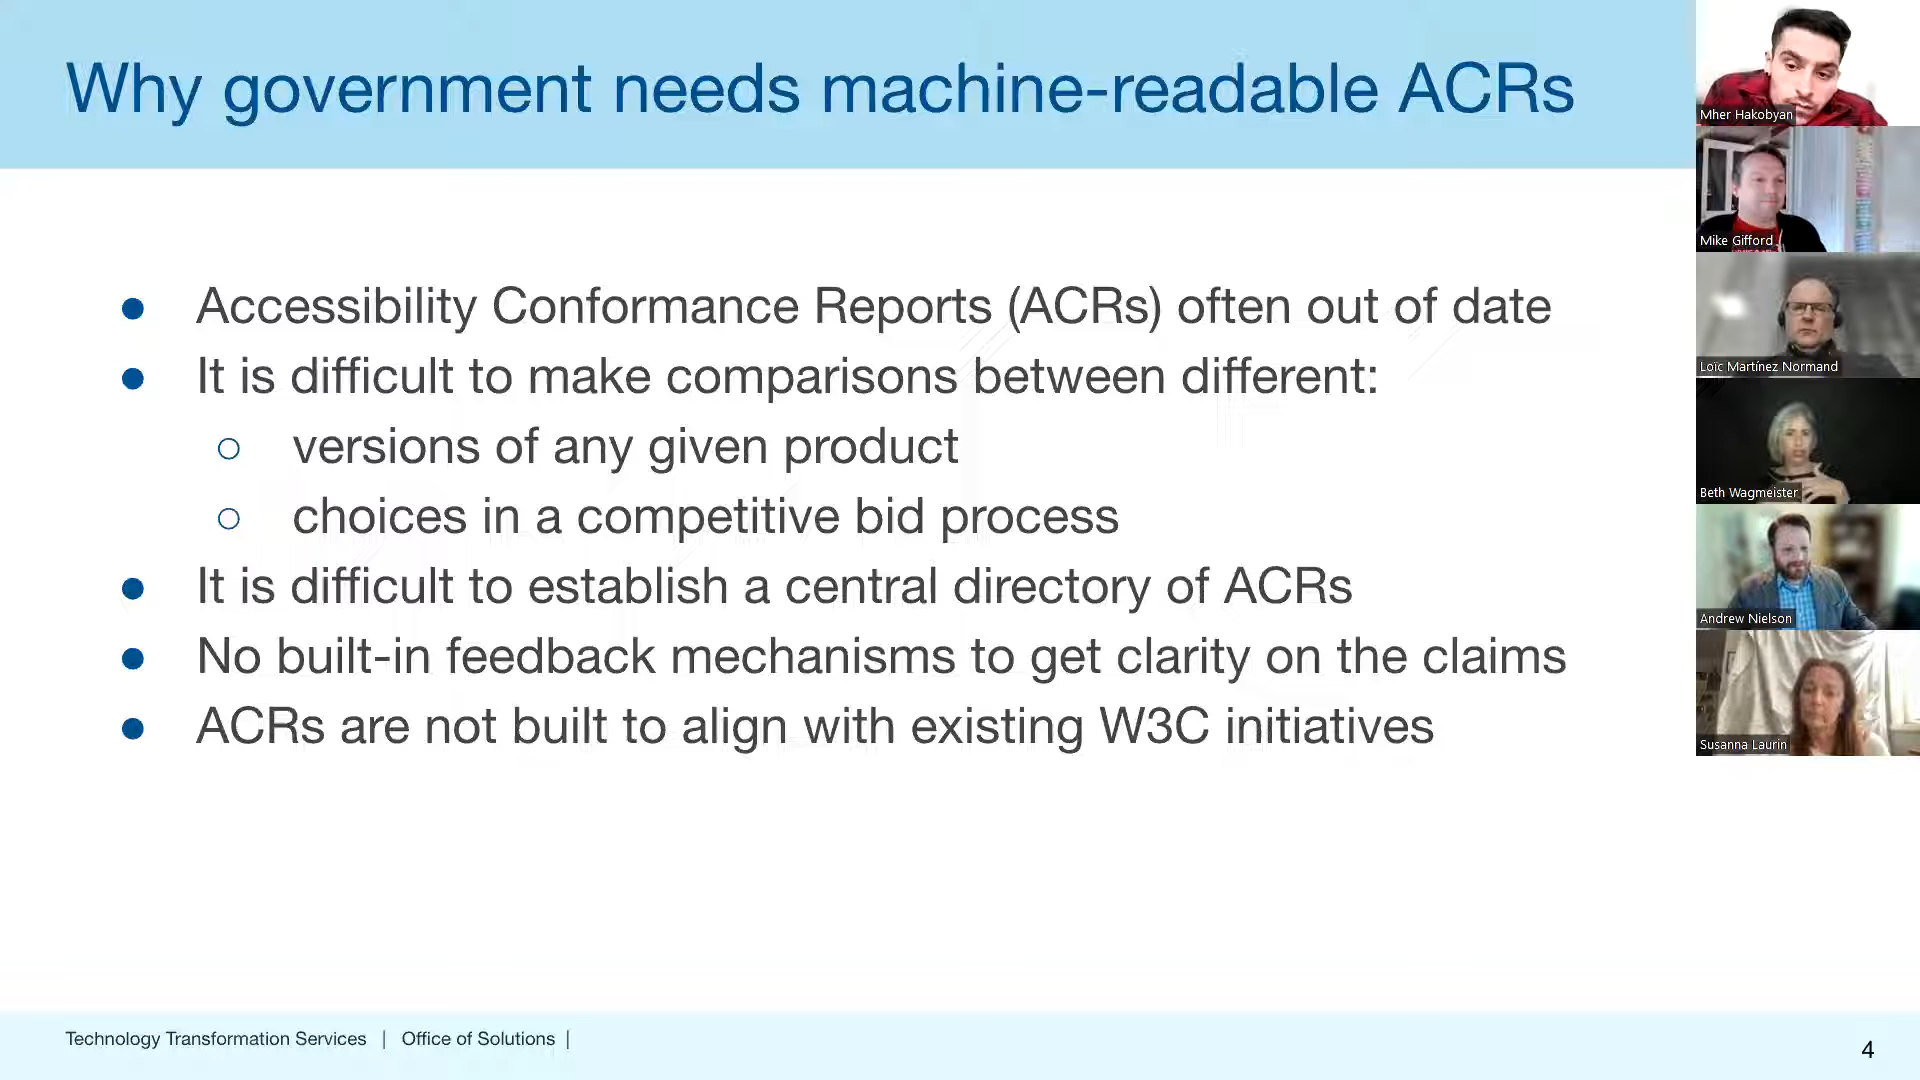 Why government needs machine-readable ACRs
● Accessibility Conformance Reports (ACRs) often out of date
● It is difficult to make comparisons between different:
○ versions of any given product
○ choices in a competitive bid process
● It is difficult to establish a central directory of ACRs
● No built-in feedback mechanisms to get clarity on the claims
● ACRs are not built to align with existing W3C initiatives
Technology Transformation Services | Office of Solutions |
4
Mher Hakobyan
Mike Gifford
Loïc Martínez Normand
Beth Wagmeister
Andrew Nielson
Susanna Laurin